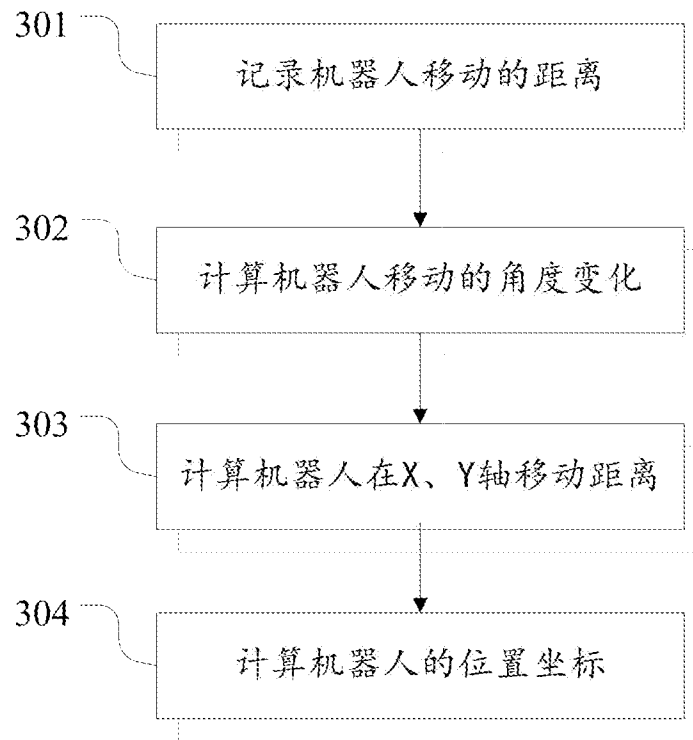 301
记录机器人移动的距离
302
计算机器人移动的角度变化
303
计算机器人在X、Y轴移动距离
304
计算机器人的位置坐标